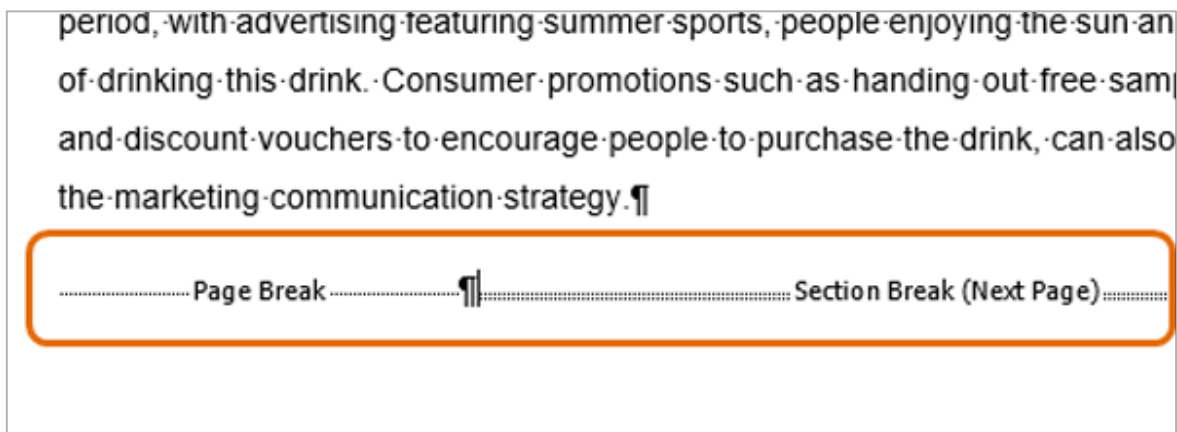 period, with advertising featuring summer sports, people enjoying the sun an
of drinking this drink. Consumer promotions such as handing out free sam
and discount vouchers to encourage people to purchase the drink, can also
the marketing communication strategy.¶
Page Break ¶ Section Break (Next Page)